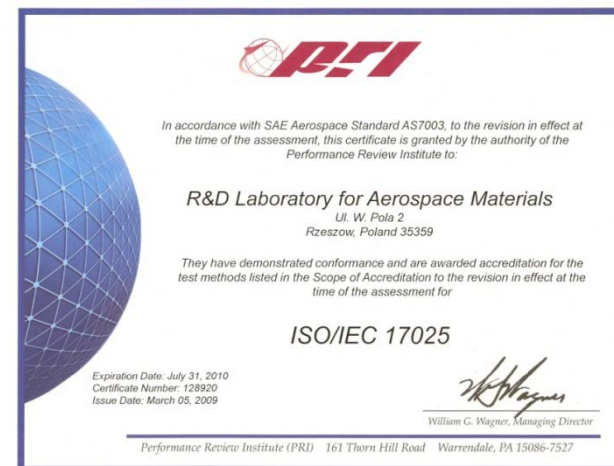 PRI
In accordance with SAE Aerospace Standard AS7003, to the revision in effect at
the time of the assessment, this certificate is granted by the authority of the
Performance Review Institute to:
R&D Laboratory for Aerospace Materials
Ul. W. Pola 2
Rzeszow, Poland 35359
They have demonstrated conformance and are awarded accreditation for the
test methods listed in the Scope of Accreditation to the revision in effect at the
time of the assessment for
ISO/IEC 17025
Expiration Date: July 31, 2010
Certificate Number: 128920
Issue Date: March 05, 2009
William G. Wagner, Managing Director
Performance Review Institute (PRI) 161 Thorn Hill Road Warrendale, PA 15086-7527